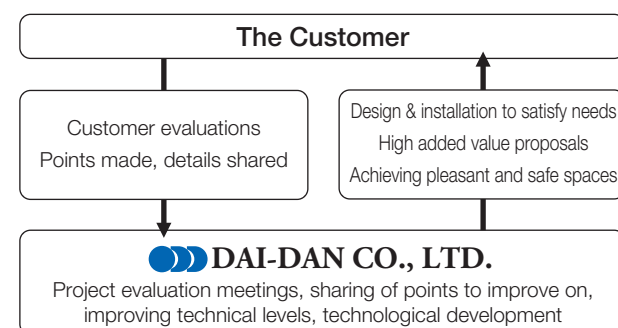 The Customer
Customer evaluations
Points made, details shared
Design & installation to satisfy needs
High added value proposals
Achieving pleasant and safe spaces
DAI-DAN CO., LTD.
Project evaluation meetings, sharing of points to improve on,
improving technical levels, technological development